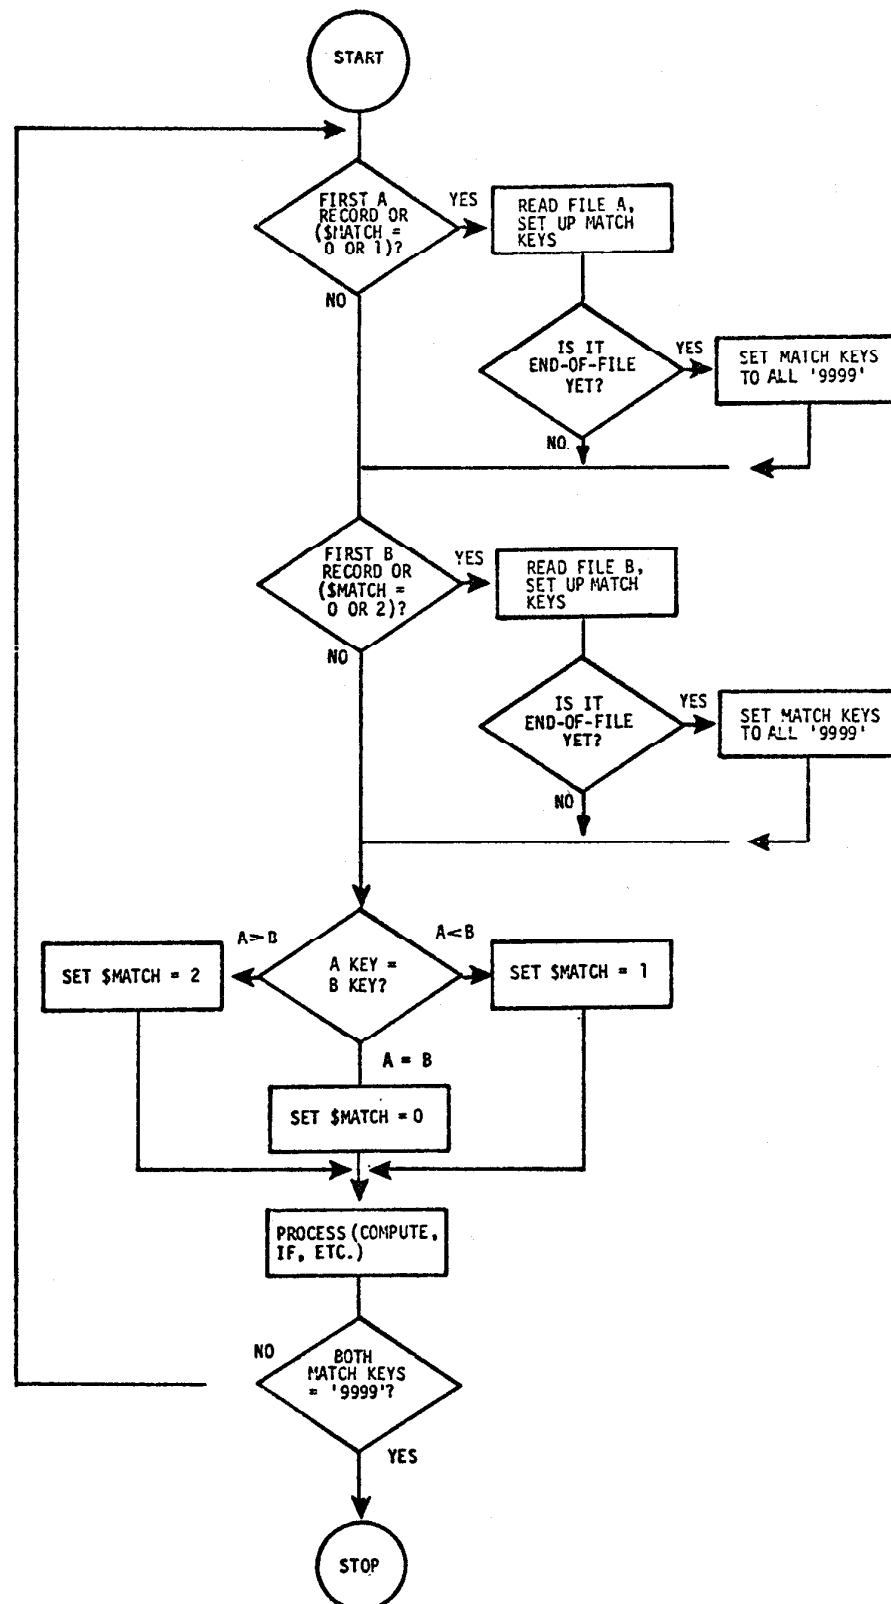 START
FIRST A
RECORD OR
($MATCH =
0 OR 1)?
YES
READ FILE A,
SET UP MATCH
KEYS
NO
IS IT
END-OF-FILE
YET?
YES
SET MATCH KEYS
TO ALL '9999'
NO
FIRST B
RECORD OR
($MATCH =
0 OR 2)?
YES
READ FILE B,
SET UP MATCH
KEYS
NO
IS IT
END-OF-FILE
YET?
YES
SET MATCH KEYS
TO ALL '9999'
NO
A>B
A<B
SET $MATCH = 2
A KEY =
B KEY?
SET $MATCH = 1
A = B
SET $MATCH = 0
PROCESS (COMPUTE,
IF, ETC.)
NO
BOTH
MATCH KEYS
= '9999'?
YES
STOP